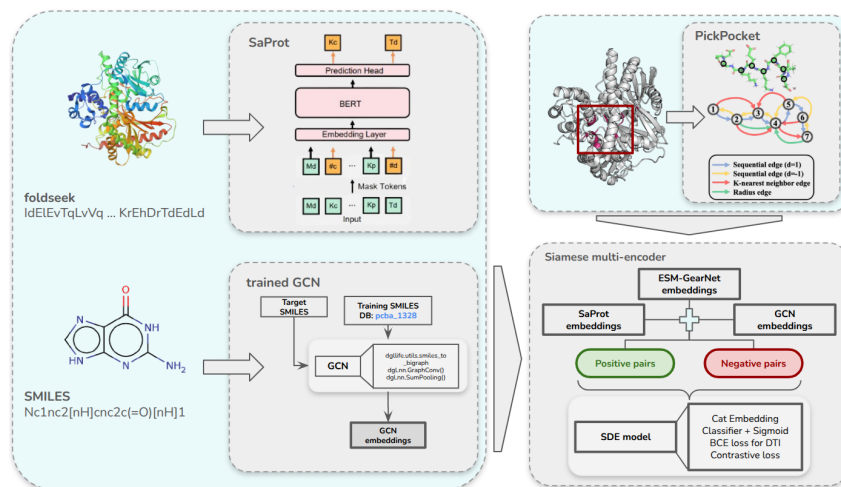 SaProt
Kc
Td
Prediction Head
BERT
Embedding Layer
Md
#c
...
Kp
#d
Mask Tokens
Md
Kc
...
Kp
Td
Input
foldseek
IdElEvTqLvVq ... KrEhDrTdEdLd
trained GCN
Target
SMILES
Training SMILES
DB: pcba_1328
GCN
dgllife.utils.smiles_to
_bigraph
dgl.nn.GraphConv()
dgl.nn.SumPooling()
GCN
embeddings
O
N
NH
N
H
N
NH₂
SMILES
Nc1nc2[nH]cnc2c(=O)[nH]1
PickPocket
1
2
3
4
5
6
7
Sequential edge (d=1)
Sequential edge (d=-1)
K-nearest neighbor edge
Radius edge
Siamese multi-encoder
ESM-GearNet
embeddings
SaProt
embeddings
GCN
embeddings
Positive pairs
Negative pairs
SDE model
Cat Embedding
Classifier + Sigmoid
BCE loss for DTI
Contrastive loss